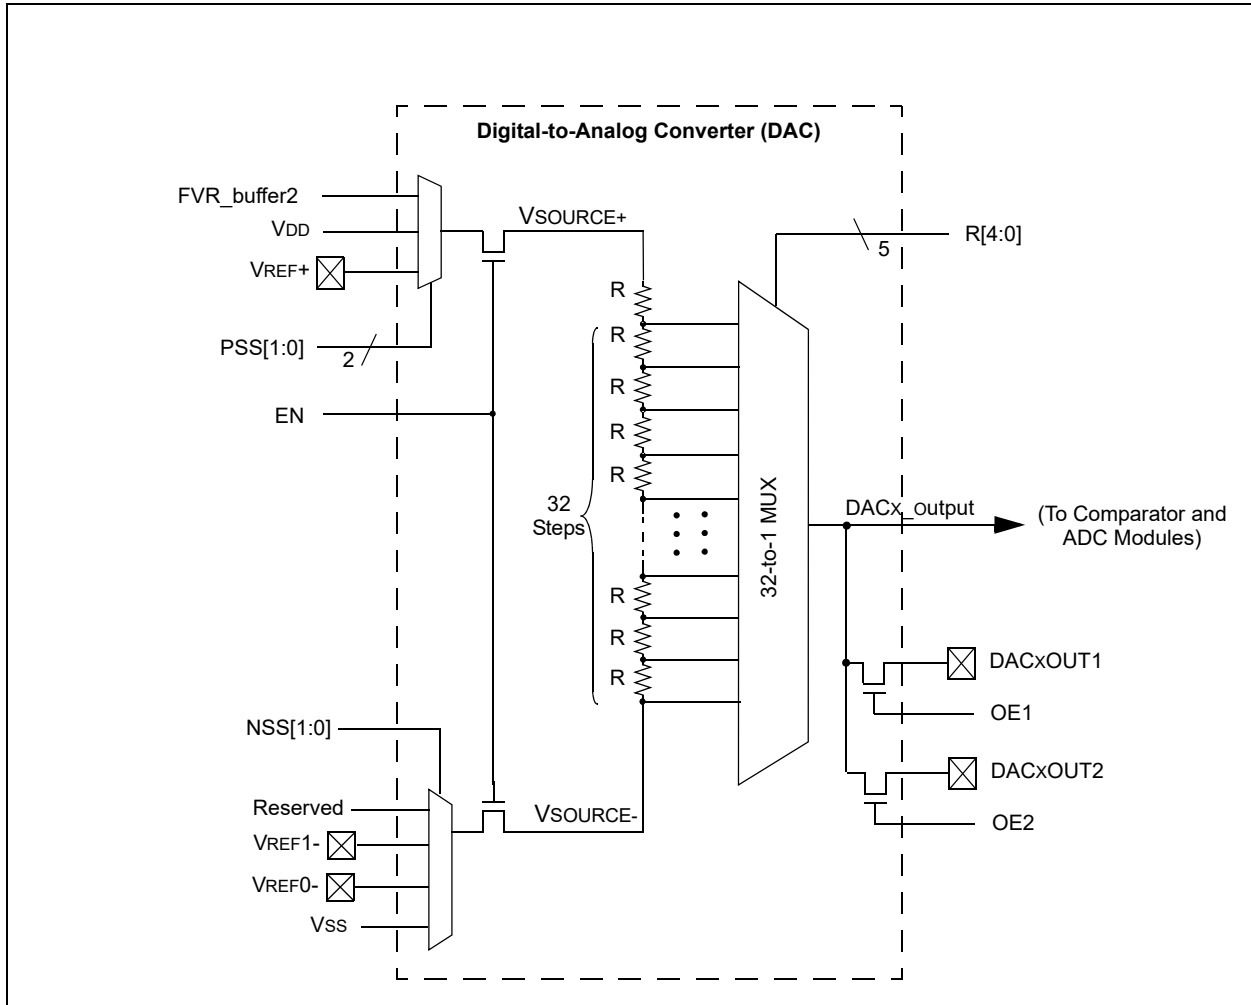 Digital-to-Analog Converter (DAC)
FVR_buffer2
VDD
VREF+
VSOURCE+
R[4:0]
5
PSS[1:0]
2
EN
R
R
R
R
R
32
Steps
R
R
R
32-to-1 MUX
DACx_output
(To Comparator and
ADC Modules)
DACxOUT1
OE1
DACxOUT2
OE2
NSS[1:0]
Reserved
VREF1-
VREF0-
VSS
VSOURCE-